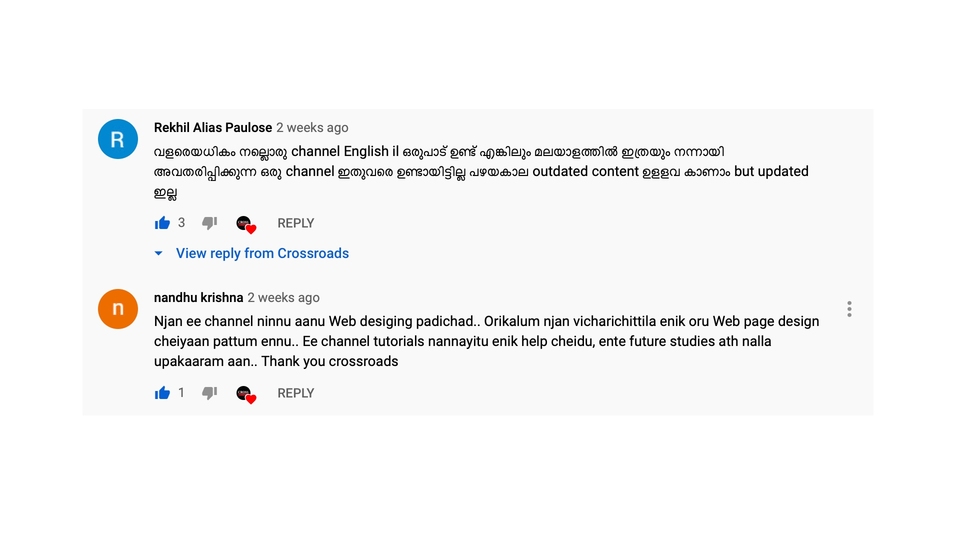 R
Rekhil Alias Paulose 2 weeks ago
വളരെയധികം നല്ലൊരു channel English il ഒരുപാട് ഉണ്ട് എങ്കിലും മലയാളത്തിൽ ഇത്രയും നന്നായി
അവതരിപ്പിക്കുന്ന ഒരു channel ഇതുവരെ ഉണ്ടായിട്ടില്ല പഴയകാല outdated content ഉളളവ കാണാം but updated
ഇല്ല
3 REPLY
View reply from Crossroads
n
nandhu krishna 2 weeks ago
Njan ee channel ninnu aanu Web desiging padichad.. Orikalum njan vicharichittila enik oru Web page design
cheiyaan pattum ennu.. Ee channel tutorials nannayitu enik help cheidu, ente future studies ath nalla
upakaaram aan.. Thank you crossroads
1 REPLY